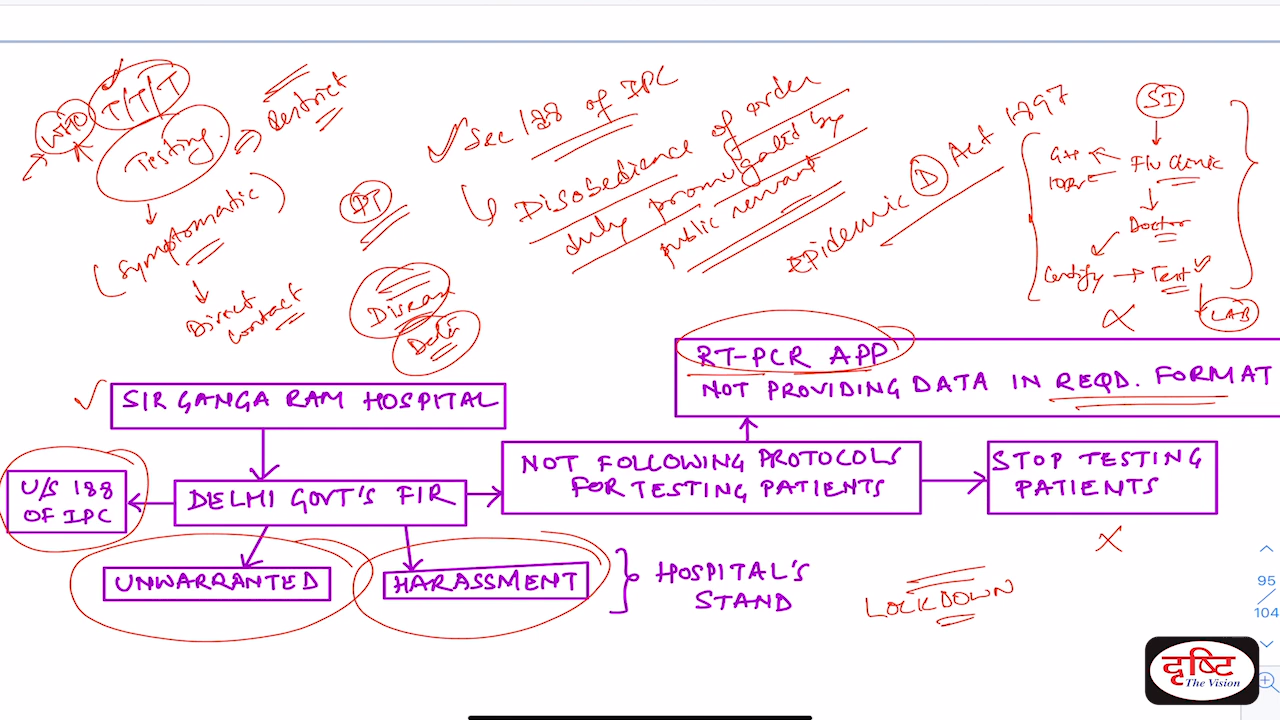 WHO
T/T/T
Testing
Restrict
(Symptomatic)
Direct
contact
Data
Sec 188 of IPC
Disobedience of order
duly promulgated by
public servant
Epidemic D Act 1897
SI
Flu Clinic
Doctor
Certify → Test
LAB
RT-PCR APP
NOT PROVIDING DATA IN REQD. FORMAT
SIR GANGA RAM HOSPITAL
U/S 188
OF IPC
DELHI GOVT'S FIR
NOT FOLLOWING PROTOCOLS
FOR TESTING PATIENTS
STOP TESTING
PATIENTS
UNWARRANTED
HARASSMENT
HOSPITAL'S
STAND
LOCKDOWN
95
104
दृष्टि
The Vision